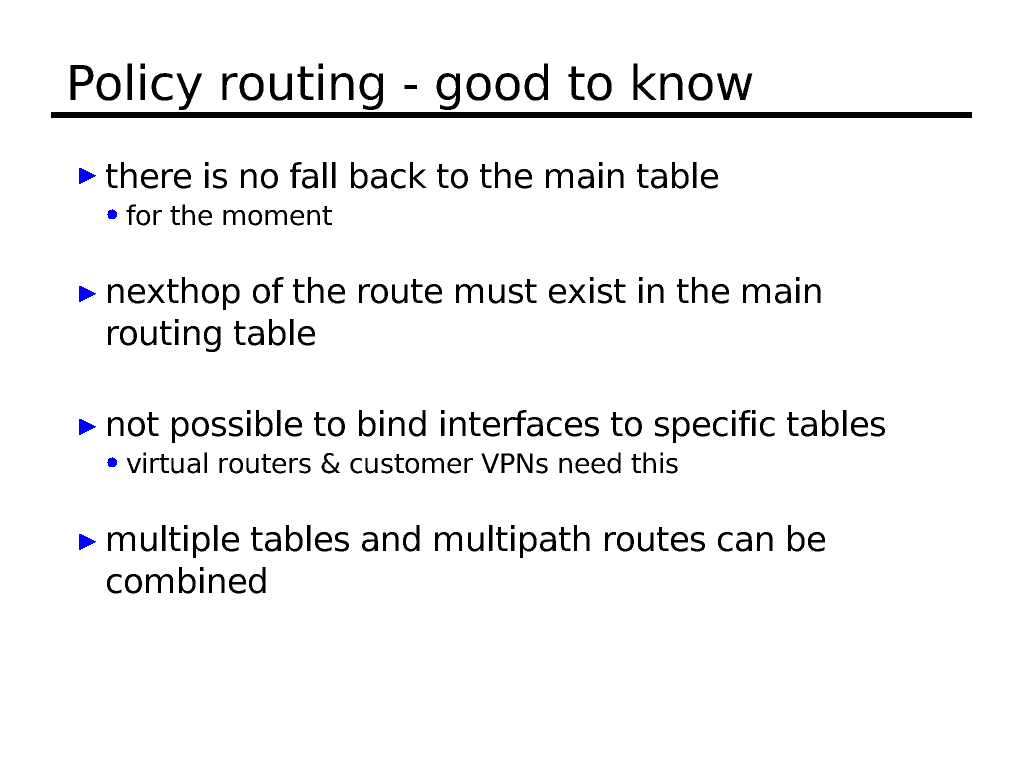 Policy routing - good to know
there is no fall back to the main table
for the moment
nexthop of the route must exist in the main
routing table
not possible to bind interfaces to specific tables
virtual routers & customer VPNs need this
multiple tables and multipath routes can be
combined